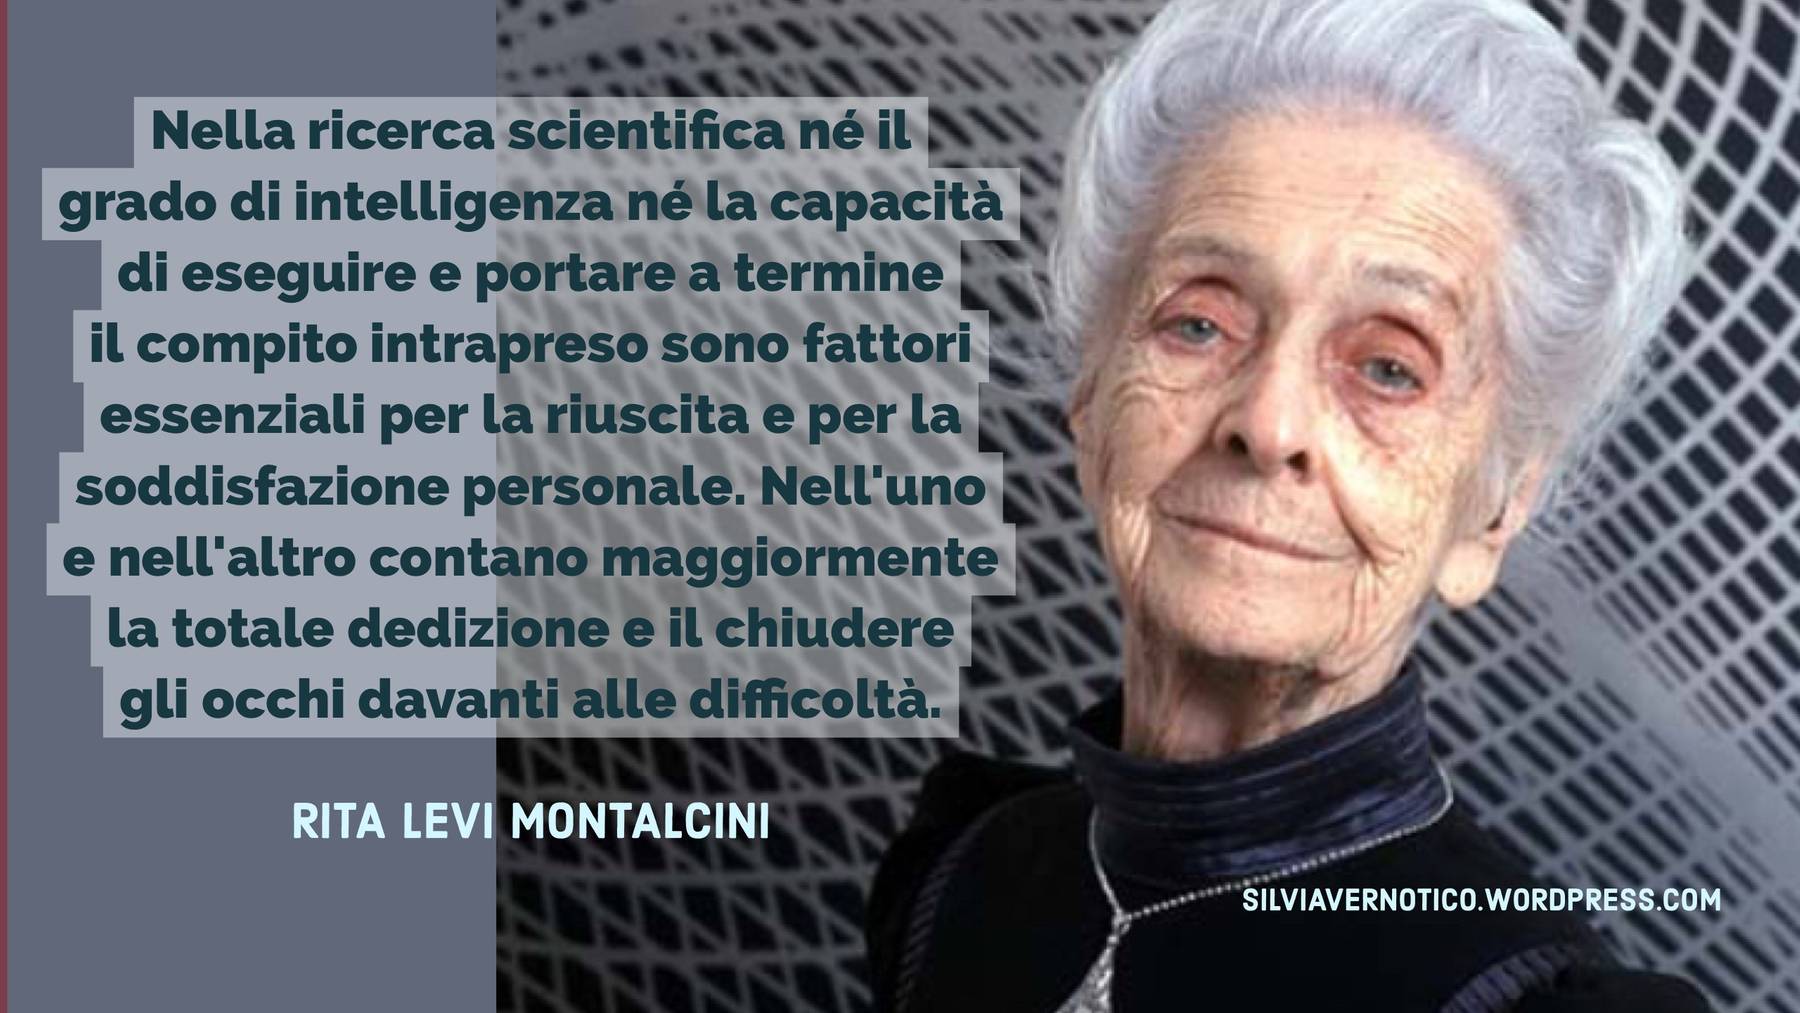 Nella ricerca scientifica né il
grado di intelligenza né la capacità
di eseguire e portare a termine
il compito intrapreso sono fattori
essenziali per la riuscita e per la
soddisfazione personale. Nell'uno
e nell'altro contano maggiormente
la totale dedizione e il chiudere
gli occhi davanti alle difficoltà.
RITA LEVI MONTALCINI
SILVIAVERNOTICO.WORDPRESS.COM